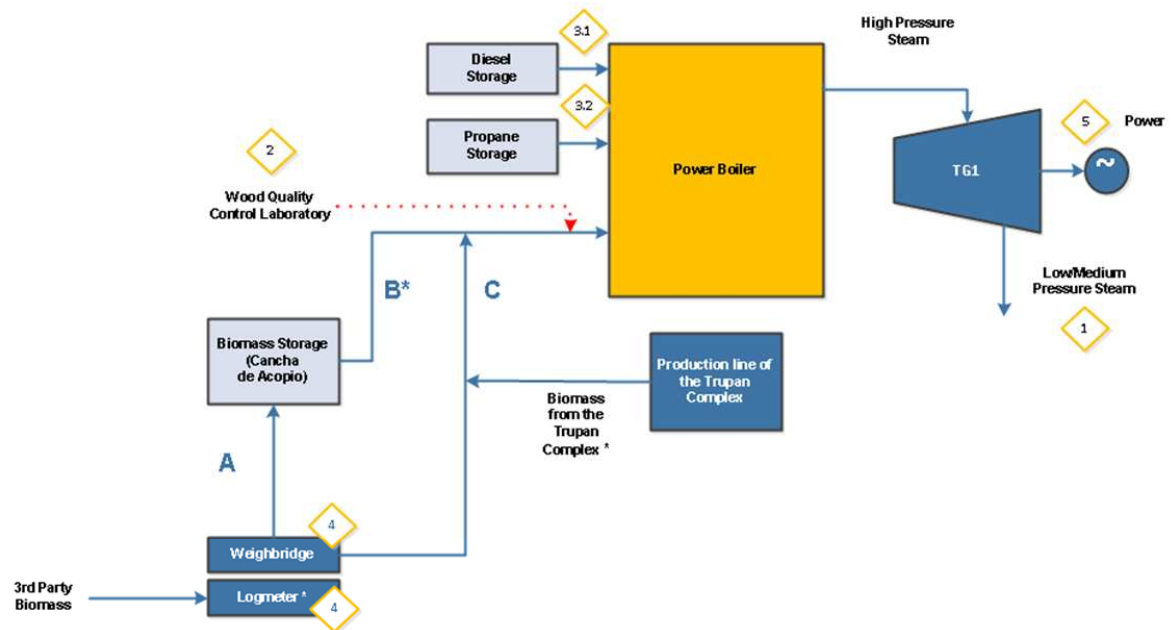 3.1
High Pressure
Steam
Diesel
Storage
3.2
5
Power
Propane
Storage
2
Power Boiler
TG1
~
Wood Quality
Control Laboratory
Low/Medium
Pressure Steam
B*
C
1
Biomass Storage
(Cancha
de Acopio)
Production line of
the Trupan
Complex
Biomass
from the
Trupan
Complex *
A
4
Weighbridge
3rd Party
Biomass
Logmeter *
4